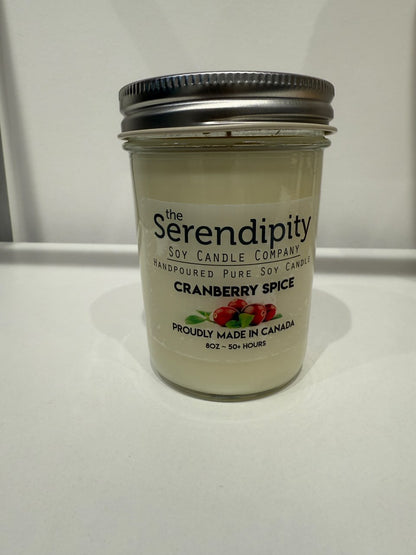 the
Serendipity
SOY CANDLE COMPANY
HANDPOURED PURE SOY CANDLE
CRANBERRY SPICE
PROUDLY MADE IN CANADA
8OZ ~ 50+ HOURS